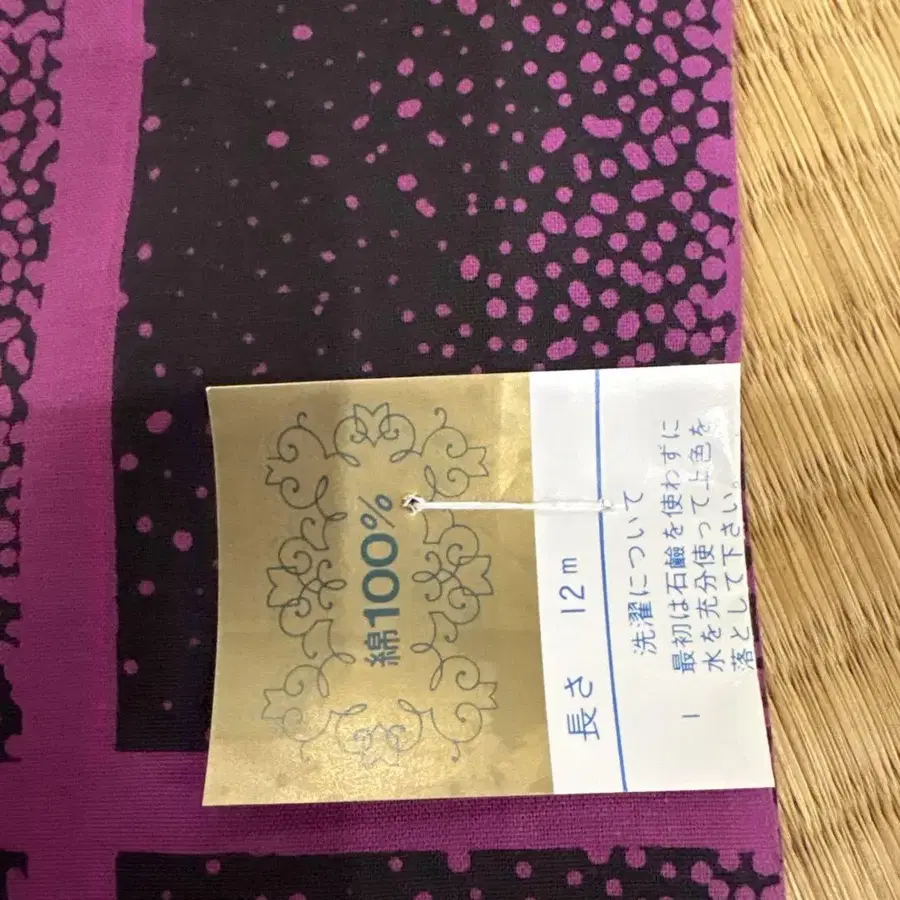 綿100%
長さ 12m
洗濯について
1 最初は石鹼を使わずに
水を充分使って上色を
落として下さい。